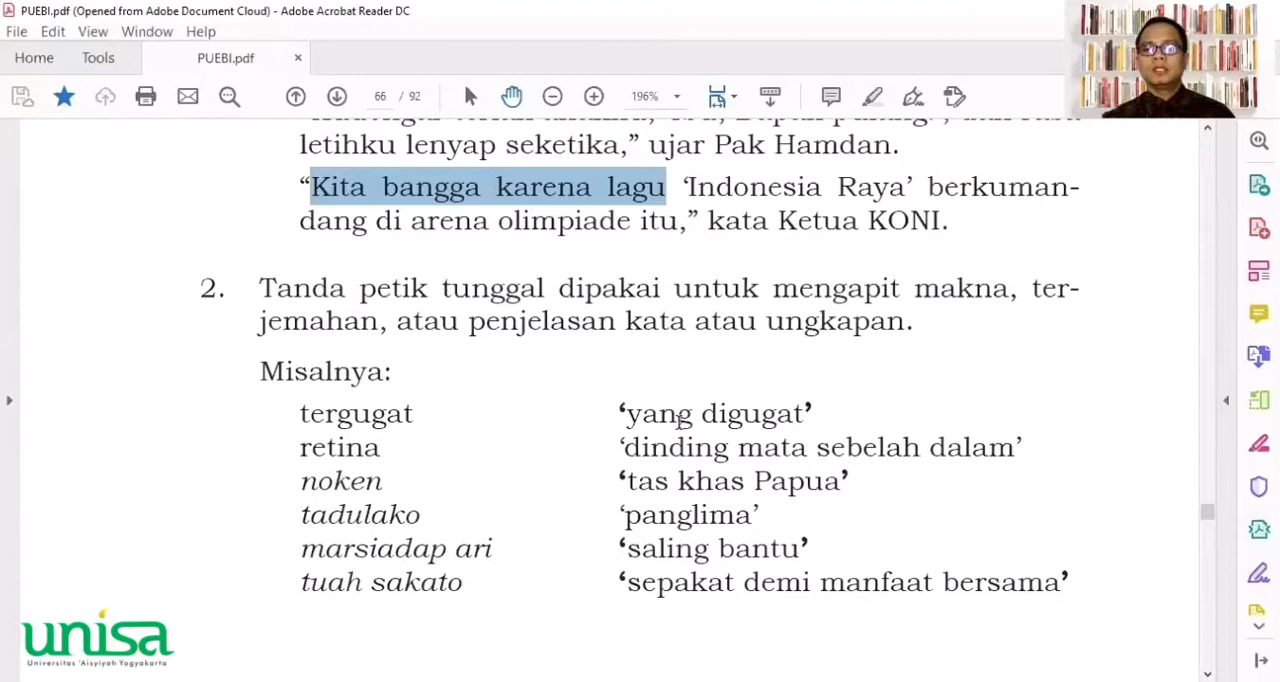 PUEBI.pdf (Opened from Adobe Document Cloud) - Adobe Acrobat Reader DC
File Edit View Window Help
Home Tools PUEBI.pdf ×
66 / 92 196%
letihku lenyap seketika,” ujar Pak Hamdan.
“Kita bangga karena lagu ‘Indonesia Raya’ berkuman-
dang di arena olimpiade itu,” kata Ketua KONI.
2. Tanda petik tunggal dipakai untuk mengapit makna, ter-
jemahan, atau penjelasan kata atau ungkapan.
Misalnya:
tergugat ‘yang digugat’
retina ‘dinding mata sebelah dalam’
noken ‘tas khas Papua’
tadulako ‘panglima’
marsiadap ari ‘saling bantu’
tuah sakato ‘sepakat demi manfaat bersama’
unisa
Universitas 'Aisyiyah Yogyakarta